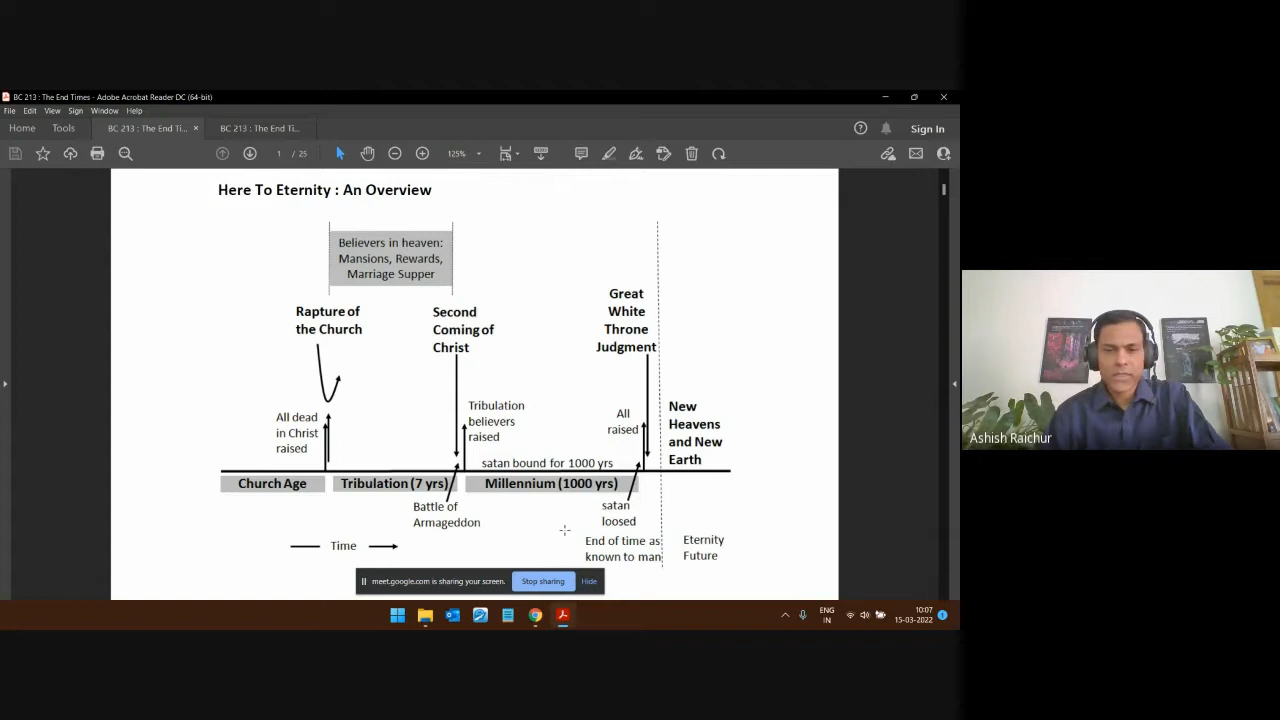 BC 213 : The End Times - Adobe Acrobat Reader DC (64-bit)
File Edit View Sign Window Help
Home Tools BC 213 : The End Ti... × BC 213 : The End Ti... Sign In
1 / 25 125%
Here To Eternity : An Overview
Believers in heaven:
Mansions, Rewards,
Marriage Supper
Rapture of
the Church
Second
Coming of
Christ
Great
White
Throne
Judgment
All dead
in Christ
raised
Tribulation
believers
raised
All
raised
New
Heavens
and New
Earth
satan bound for 1000 yrs
Church Age Tribulation (7 yrs) Millennium (1000 yrs)
Battle of
Armageddon
satan
loosed
Time
End of time as
known to man
Eternity
Future
meet.google.com is sharing your screen. Stop sharing Hide
ENG
IN
10:07
15-03-2022
Ashish Raichur